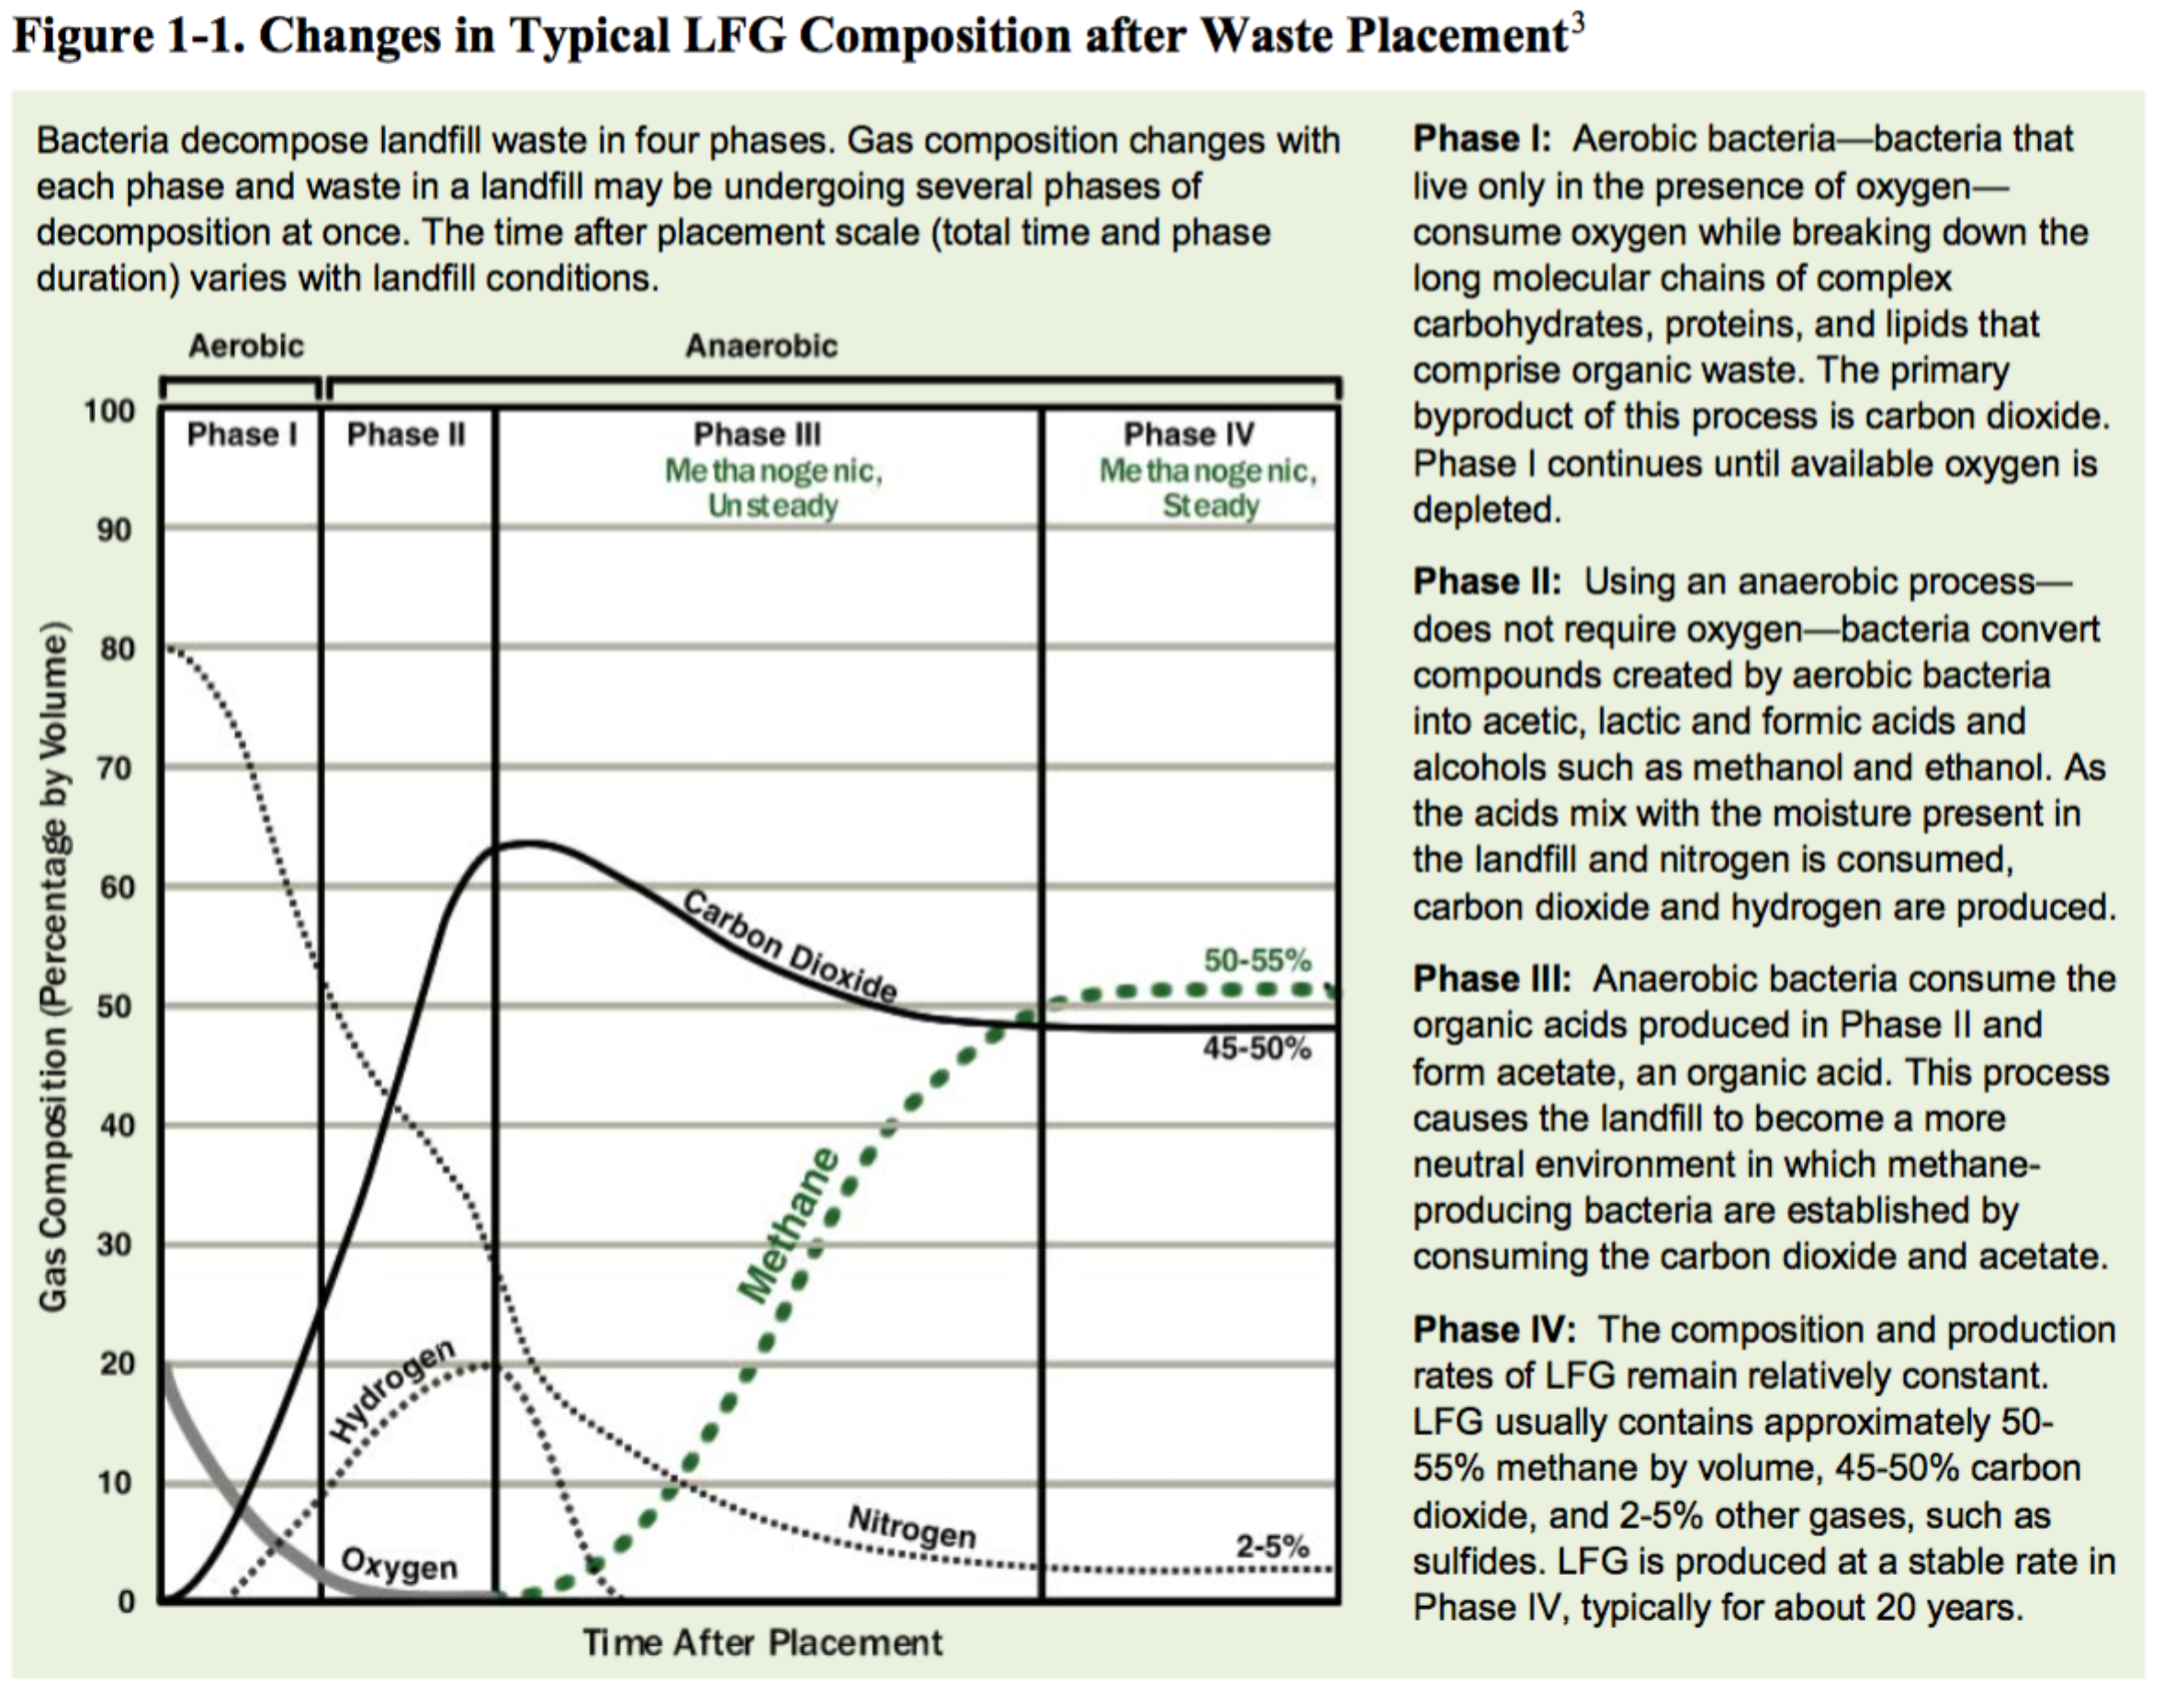 Figure 1-1. Changes in Typical LFG Composition after Waste Placement3
Bacteria decompose landfill waste in four phases. Gas composition changes with
each phase and waste in a landfill may be undergoing several phases of
decomposition at once. The time after placement scale (total time and phase
duration) varies with landfill conditions.
Aerobic
Anaerobic
Phase I
Phase II
Phase III
Methanogenic,
Unsteady
Phase IV
Methanogenic,
Steady
Gas Composition (Percentage by Volume)
100
90
80
70
60
50
40
30
20
10
0
Carbon Dioxide
50-55%
45-50%
Methane
Hydrogen
Oxygen
Nitrogen
2-5%
Time After Placement
Phase I: Aerobic bacteria—bacteria that
live only in the presence of oxygen—
consume oxygen while breaking down the
long molecular chains of complex
carbohydrates, proteins, and lipids that
comprise organic waste. The primary
byproduct of this process is carbon dioxide.
Phase I continues until available oxygen is
depleted.
Phase II: Using an anaerobic process—
does not require oxygen—bacteria convert
compounds created by aerobic bacteria
into acetic, lactic and formic acids and
alcohols such as methanol and ethanol. As
the acids mix with the moisture present in
the landfill and nitrogen is consumed,
carbon dioxide and hydrogen are produced.
Phase III: Anaerobic bacteria consume the
organic acids produced in Phase II and
form acetate, an organic acid. This process
causes the landfill to become a more
neutral environment in which methane-
producing bacteria are established by
consuming the carbon dioxide and acetate.
Phase IV: The composition and production
rates of LFG remain relatively constant.
LFG usually contains approximately 50-
55% methane by volume, 45-50% carbon
dioxide, and 2-5% other gases, such as
sulfides. LFG is produced at a stable rate in
Phase IV, typically for about 20 years.